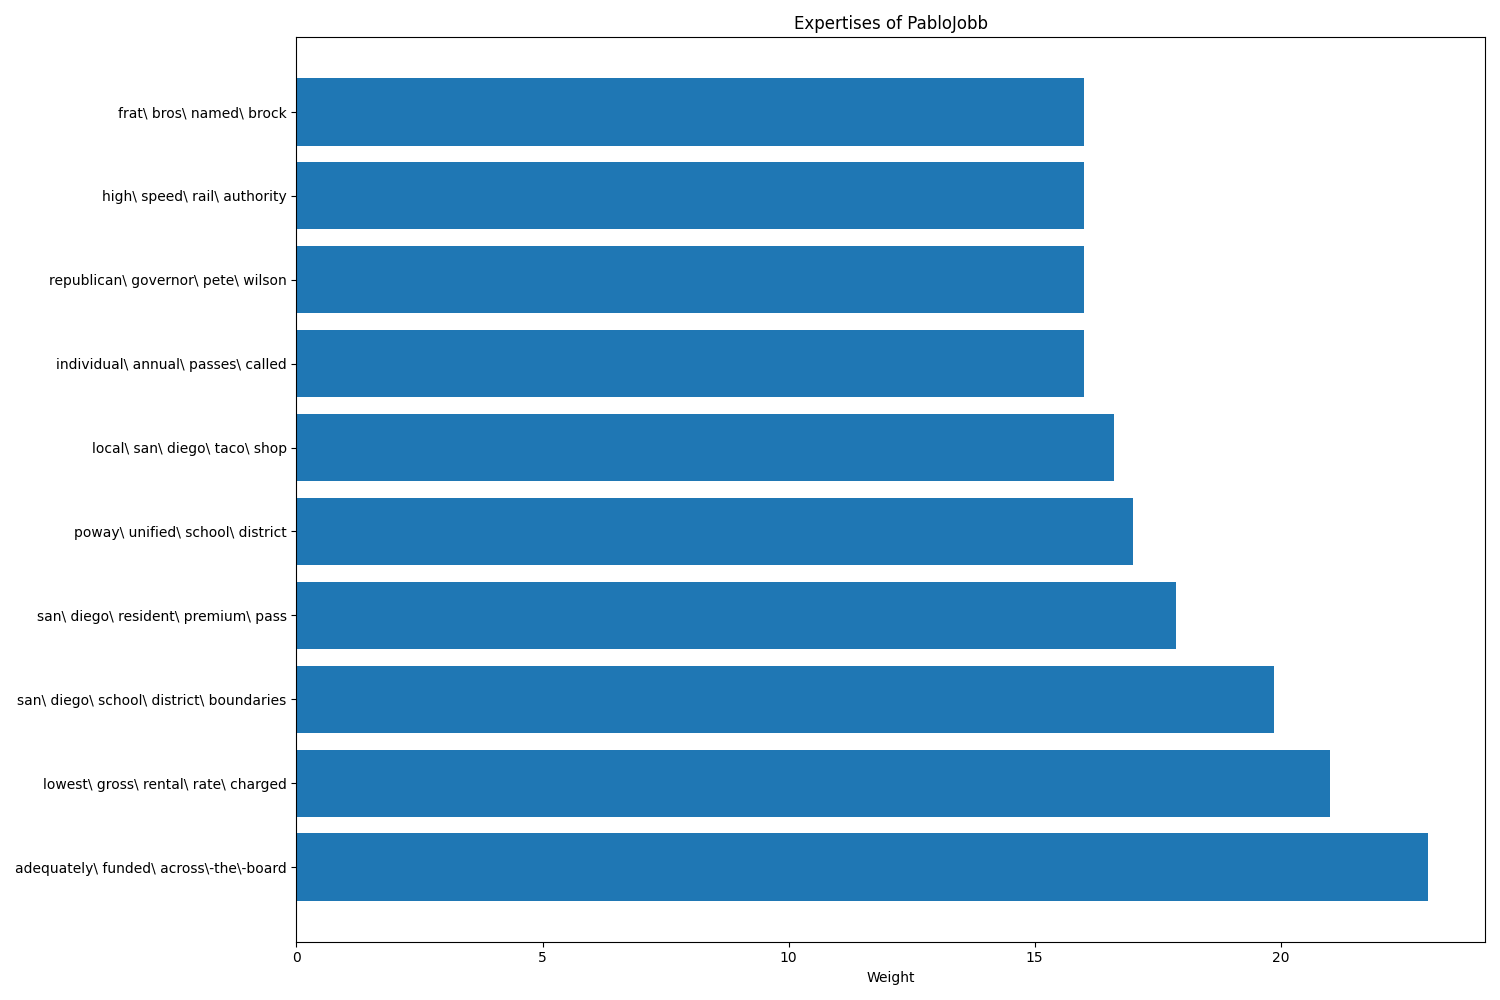 Expertises of PabloJobb
frat\ bros\ named\ brock
high\ speed\ rail\ authority
republican\ governor\ pete\ wilson
individual\ annual\ passes\ called
local\ san\ diego\ taco\ shop
poway\ unified\ school\ district
san\ diego\ resident\ premium\ pass
san\ diego\ school\ district\ boundaries
lowest\ gross\ rental\ rate\ charged
adequately\ funded\ across\-the\-board
0 5 10 15 20
Weight